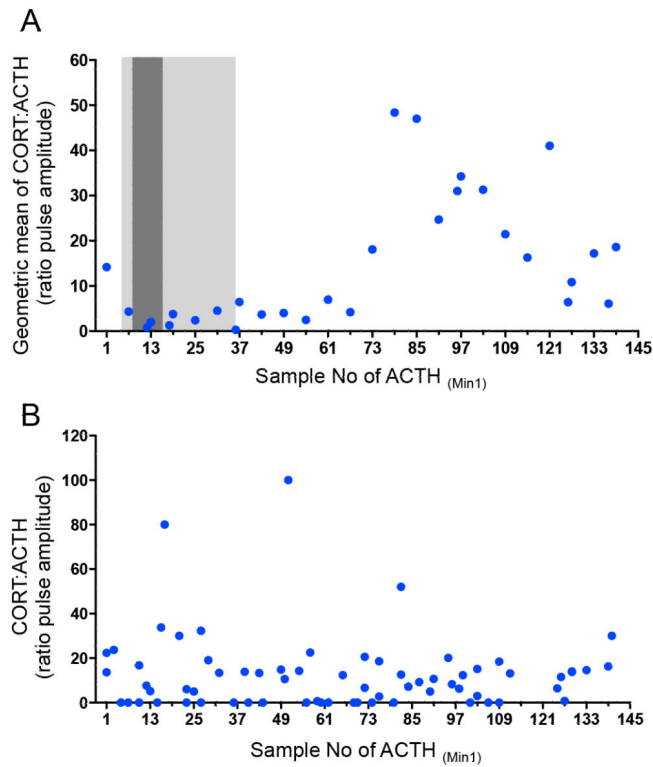 A
Geometric mean of CORT:ACTH
(ratio pulse amplitude)
60
50
40
30
20
10
0
1 13 25 37 49 61 73 85 97 109 121 133 145
Sample No of ACTH (Min1)
B
CORT:ACTH
(ratio pulse amplitude)
120
100
80
60
40
20
0
1 13 25 37 49 61 73 85 97 109 121 133 145
Sample No of ACTH (Min1)